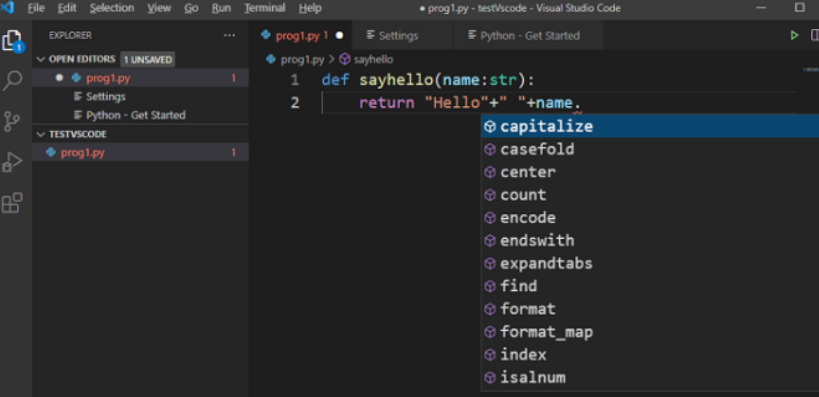 File Edit Selection View Go Run Terminal Help ● prog1.py - testVscode - Visual Studio Code
EXPLORER ...
OPEN EDITORS 1 UNSAVED
● prog1.py 1
Settings
Python - Get Started
TESTVSCODE
prog1.py 1
1
prog1.py 1 ● Settings Python - Get Started
prog1.py > sayhello
1 def sayhello(name:str):
2 return "Hello"+" "+name.
capitalize
casefold
center
count
encode
endswith
expandtabs
find
format
format_map
index
isalnum